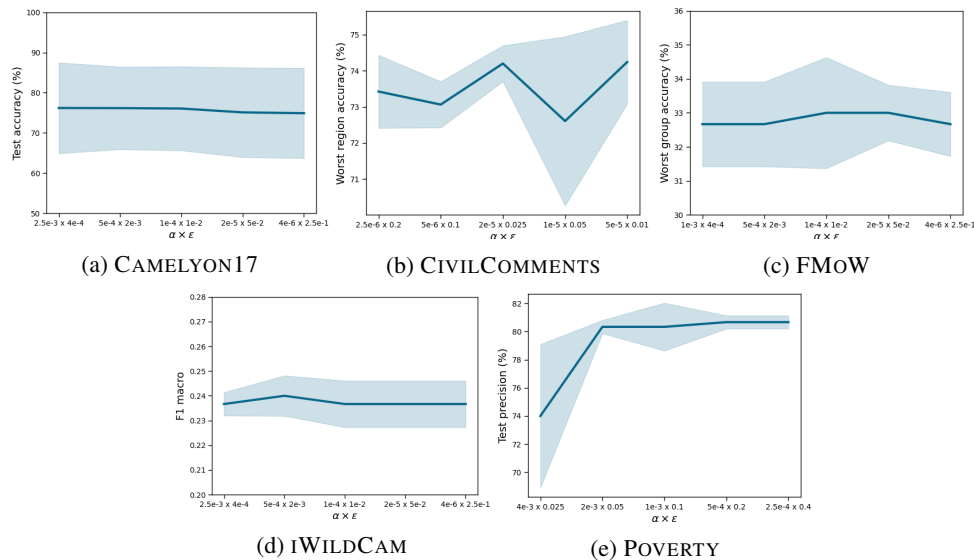 100
90
80
70
60
50
Test accuracy (%)
2.5e-3 x 4e-4 5e-4 x 2e-3 1e-4 x 1e-2 2e-5 x 5e-2 4e-6 x 2.5e-1
α × ε
(a) CAMELYON17
75
74
73
72
71
Worst region accuracy (%)
2.5e-6 x 0.2 5e-6 x 0.1 2e-5 x 0.025 1e-5 x 0.05 5e-5 x 0.01
α × ε
(b) CIVILCOMMENTS
36
35
34
33
32
31
30
Worst group accuracy (%)
1e-3 x 4e-4 5e-4 x 2e-3 1e-4 x 1e-2 2e-5 x 5e-2 4e-6 x 2.5e-1
α × ε
(c) FMOW
0.28
0.27
0.26
0.25
0.24
0.23
0.22
0.21
0.20
F1 macro
2.5e-3 x 4e-4 5e-4 x 2e-3 1e-4 x 1e-2 2e-5 x 5e-2 4e-6 x 2.5e-1
α × ε
(d) IWILDCAM
82
80
78
76
74
72
70
Test precision (%)
4e-3 x 0.025 2e-3 x 0.05 1e-3 x 0.1 5e-4 x 0.2 2.5e-4 x 0.4
α × ε
(e) POVERTY